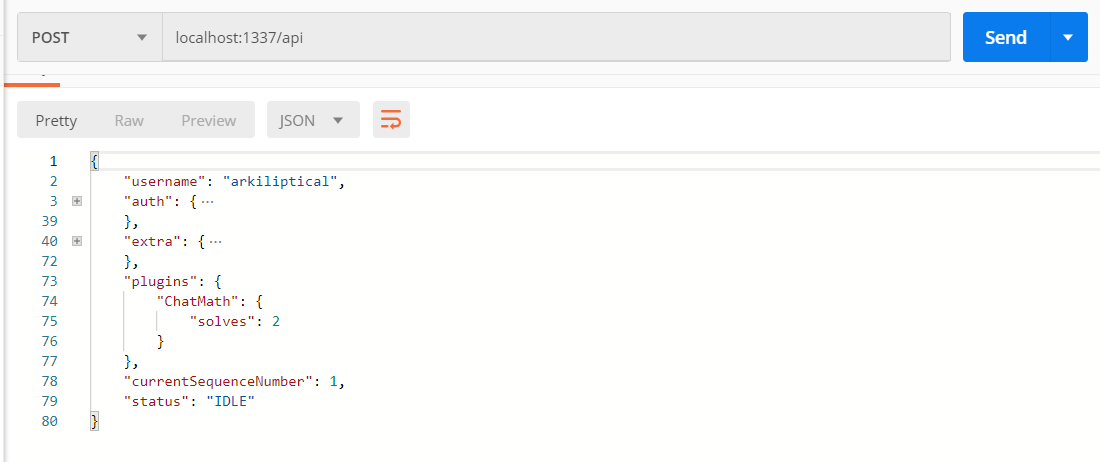 POST localhost:1337/api Send
Pretty Raw Preview JSON
1 {
2 "username": "arkiliptical",
3 "auth": { ···
39 },
40 "extra": { ···
72 },
73 "plugins": {
74 "ChatMath": {
75 "solves": 2
76 }
77 },
78 "currentSequenceNumber": 1,
79 "status": "IDLE"
80 }